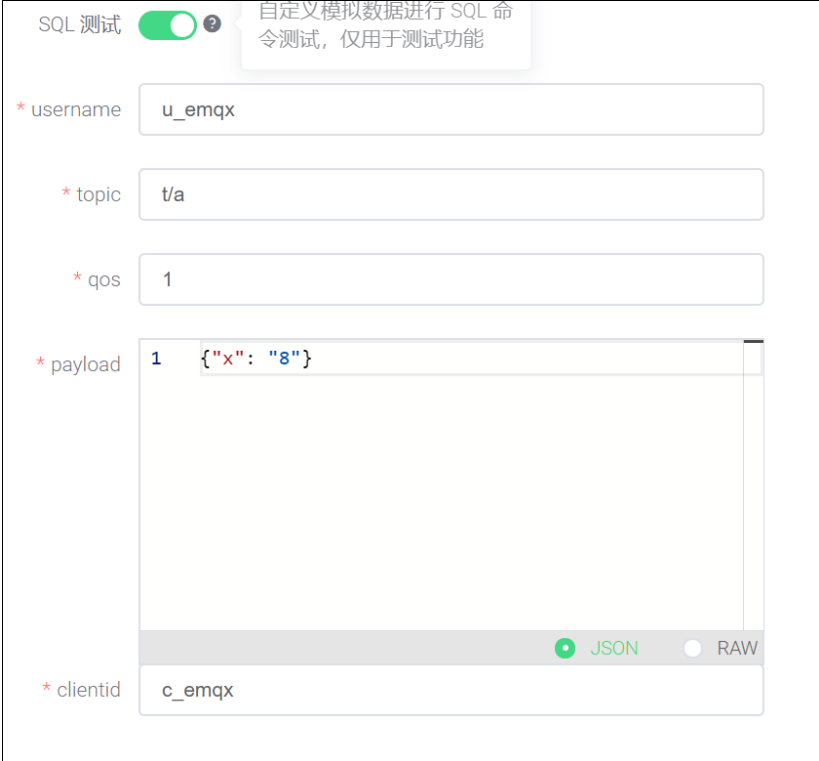 自定义模拟数据进行 SQL 命
SQL 测试
令测试，仅用于测试功能
* username
u_emqx
* topic
t/a
* qos
1
* payload
1 {"x": "8"}
JSON
RAW
* clientid
c_emqx